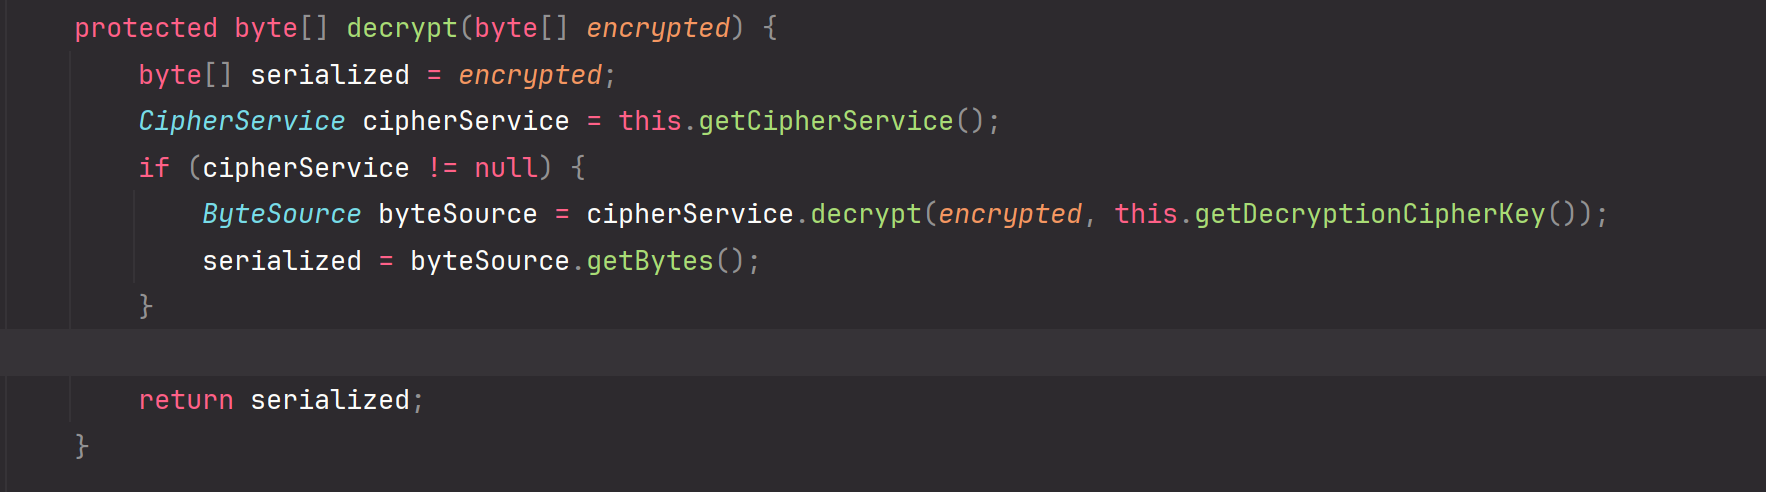 protected byte[] decrypt(byte[] encrypted) {
byte[] serialized = encrypted;
CipherService cipherService = this.getCipherService();
if (cipherService != null) {
ByteSource byteSource = cipherService.decrypt(encrypted, this.getDecryptionCipherKey());
serialized = byteSource.getBytes();
}
return serialized;
}